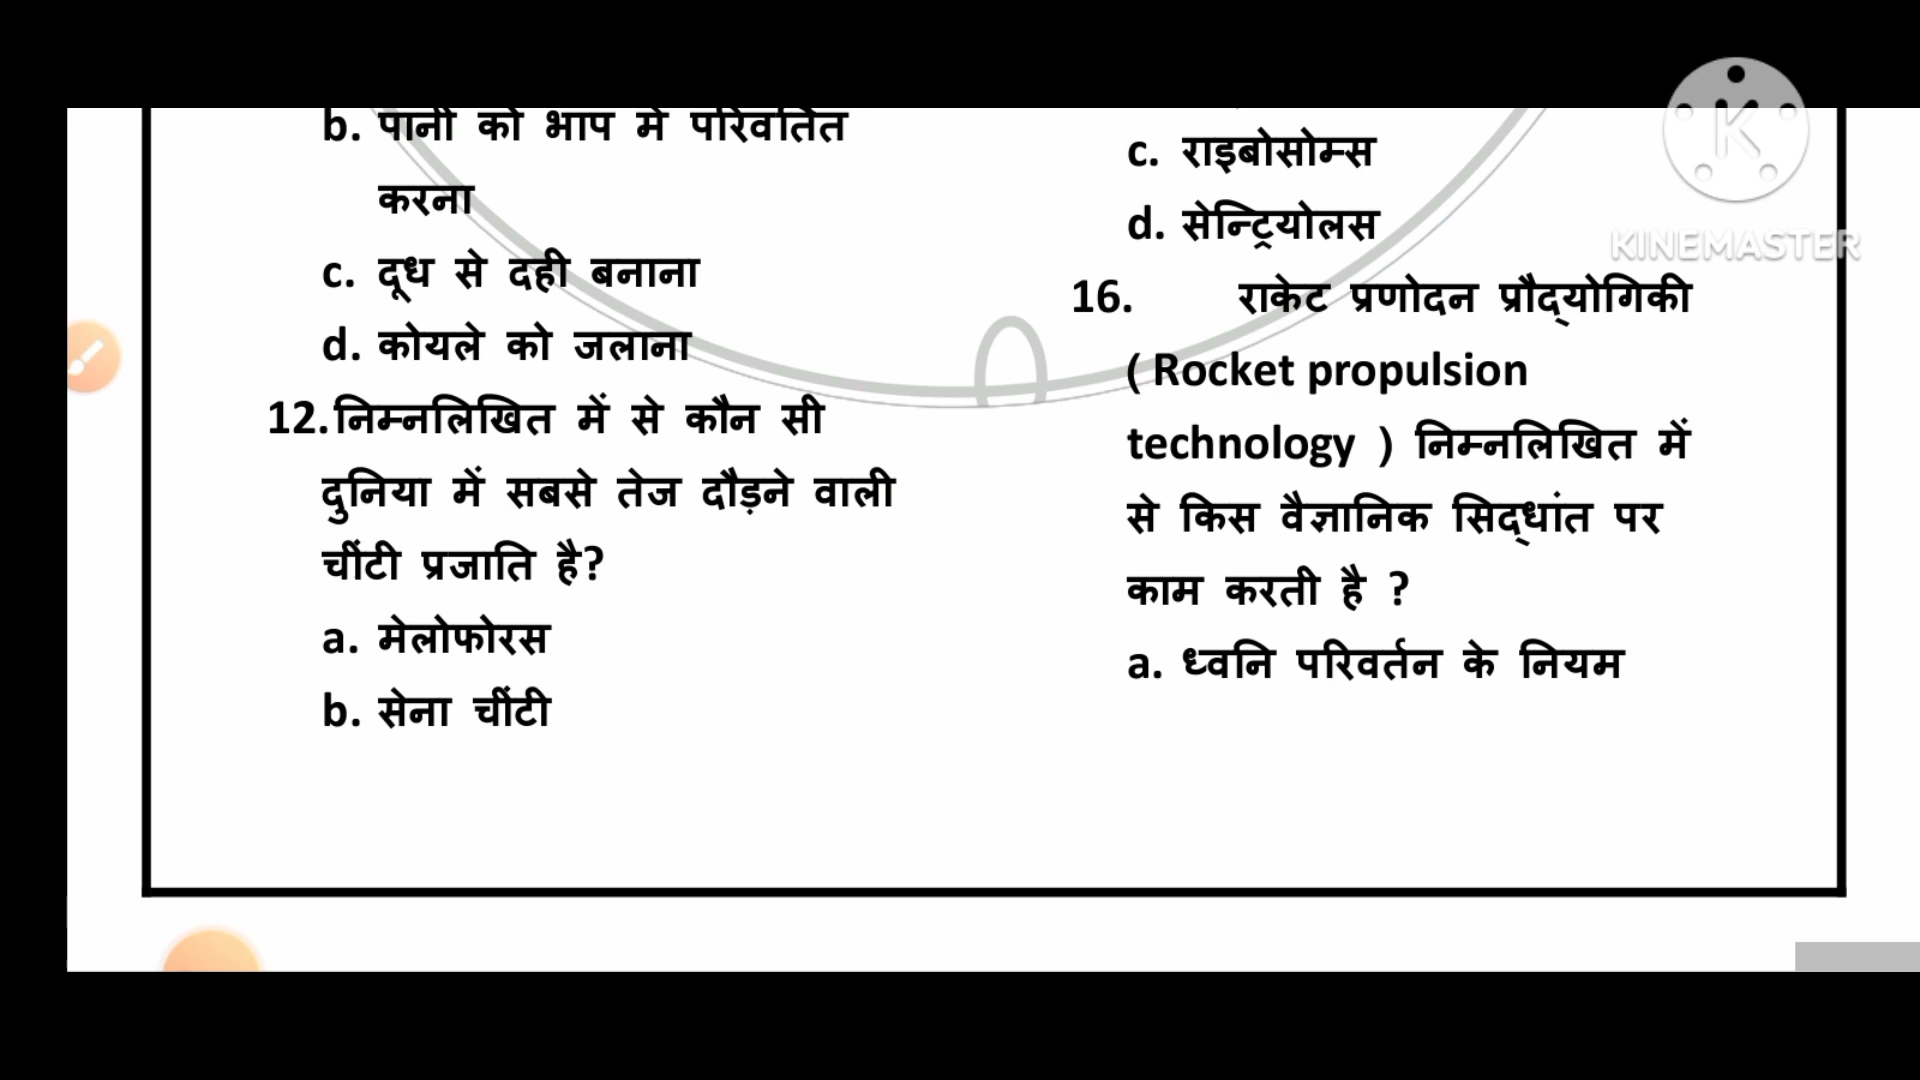 b. पानी को भाप में परिवर्तित
करना
c. दूध से दही बनाना
d. कोयले को जलाना
12.निम्नलिखित में से कौन सी
दुनिया में सबसे तेज दौड़ने वाली
चींटी प्रजाति है?
a. मेलोफोरस
b. सेना चींटी
c. राइबोसोम्स
d. सेन्ट्रियोलस
16. राकेट प्रणोदन प्रौद्योगिकी
( Rocket propulsion
technology ) निम्नलिखित में
से किस वैज्ञानिक सिद्धांत पर
काम करती है ?
a. ध्वनि परिवर्तन के नियम
K
KINEMASTER